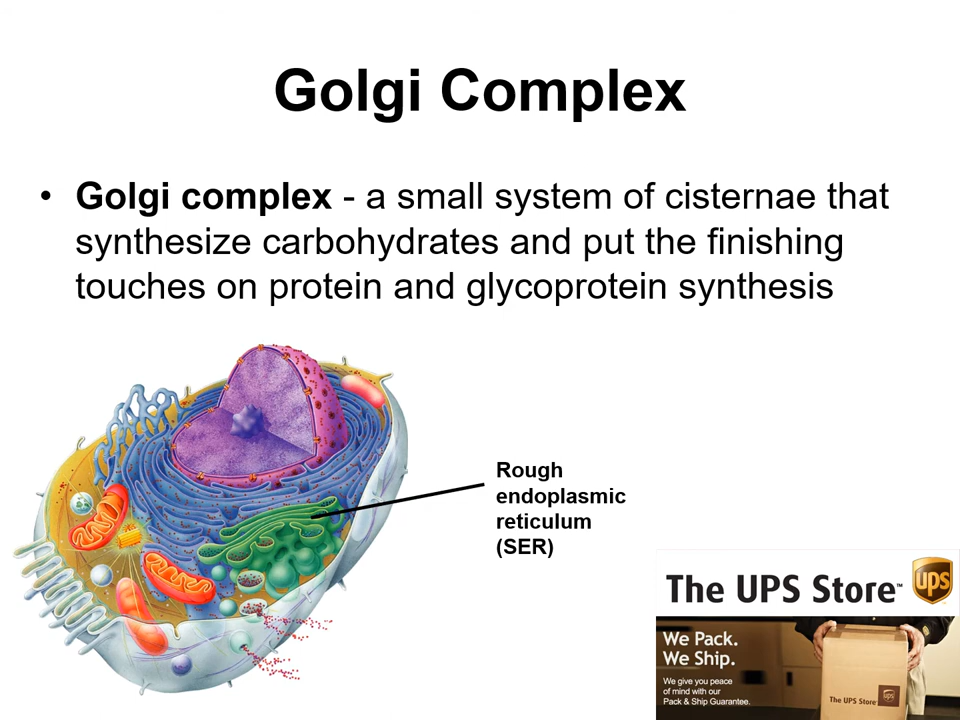 Golgi Complex
• Golgi complex - a small system of cisternae that
synthesize carbohydrates and put the finishing
touches on protein and glycoprotein synthesis
Rough
endoplasmic
reticulum
(SER)
The UPS Store™
ups
We Pack.
We Ship.
We give you peace
of mind with our
Pack & Ship Guarantee.
The UPS Store
ups